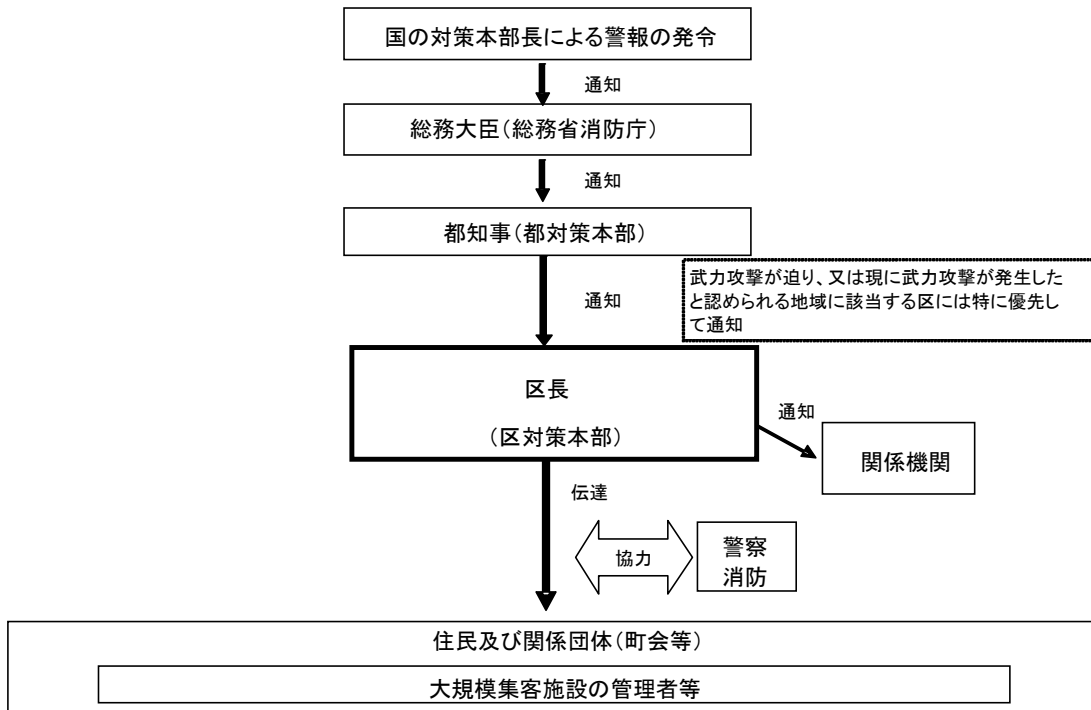 国の対策本部長による警報の発令
通知
総務大臣(総務省消防庁)
通知
都知事(都対策本部)
通知
武力攻撃が迫り、又は現に武力攻撃が発生した
と認められる地域に該当する区には特に優先し
て通知
区長
(区対策本部)
通知
関係機関
伝達
協力
警察
消防
住民及び関係団体(町会等)
大規模集客施設の管理者等